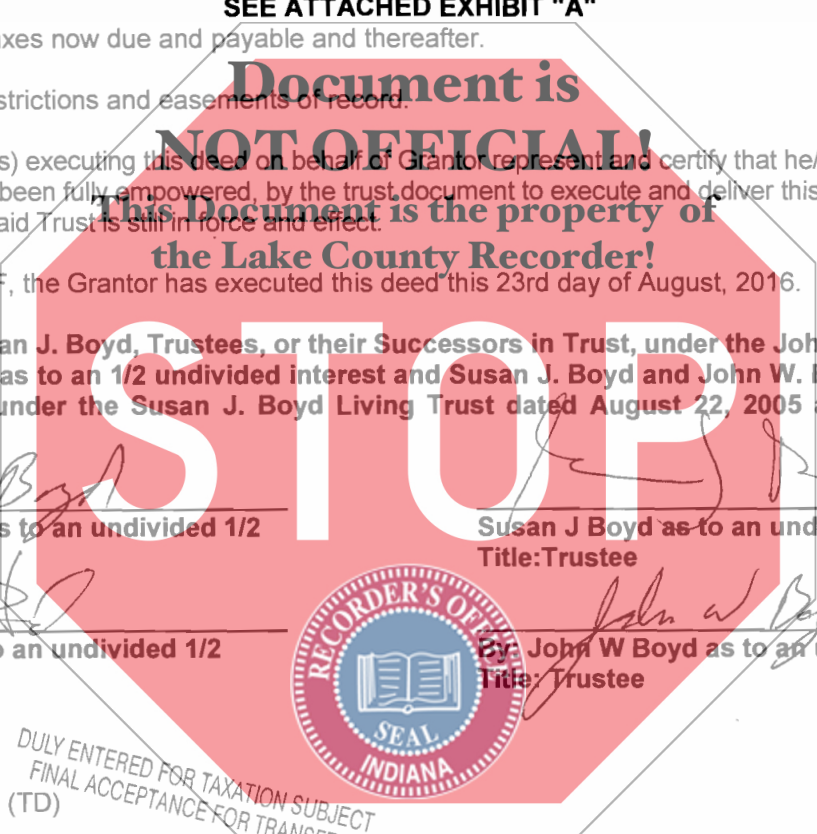 SEE ATTACHED EXHIBIT "A"
axes now due and payable and thereafter.
Document is
strictions and easements of record.
NOT OFFICIAL!
s) executing this deed on behalf of Grantor represent and certify that he/
been fully empowered, by the trust document to execute and deliver this
This Document is the property of
aid Trust is still in force and effect.
the Lake County Recorder!
F, the Grantor has executed this deed this 23rd day of August, 2016.
STOP
an J. Boyd, Trustees, or their Successors in Trust, under the Joh
as to an 1/2 undivided interest and Susan J. Boyd and John W. B
under the Susan J. Boyd Living Trust dated August 22, 2005 a
Boyd
s to an undivided 1/2
Susan J Boyd as to an und
Title:Trustee
John W Bo
o an undivided 1/2
By: John W Boyd as to an u
Title: Trustee
RECORDER'S OFFICE
SEAL
INDIANA
DULY ENTERED FOR TAXATION SUBJECT
FINAL ACCEPTANCE FOR TRANSFE
(TD)